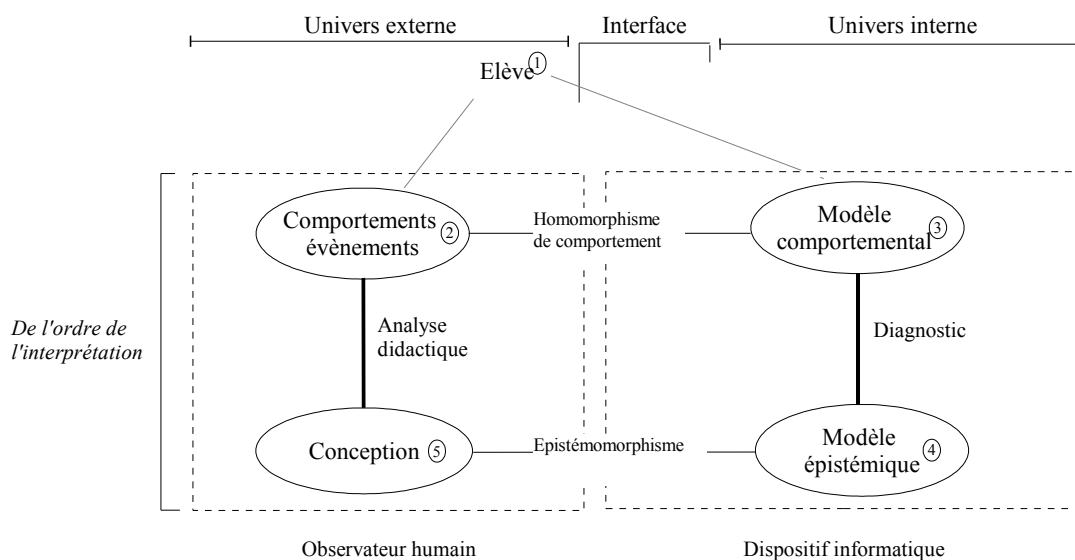 Univers externe
Interface
Univers interne
Elève ①
Comportements
évènements ②
Homomorphisme
de comportement
Modèle
comportemental ③
De l'ordre de
l'interprétation
Analyse
didactique
Diagnostic
Conception ⑤
Epistémomorphisme
Modèle
épistémique ④
Observateur humain
Dispositif informatique